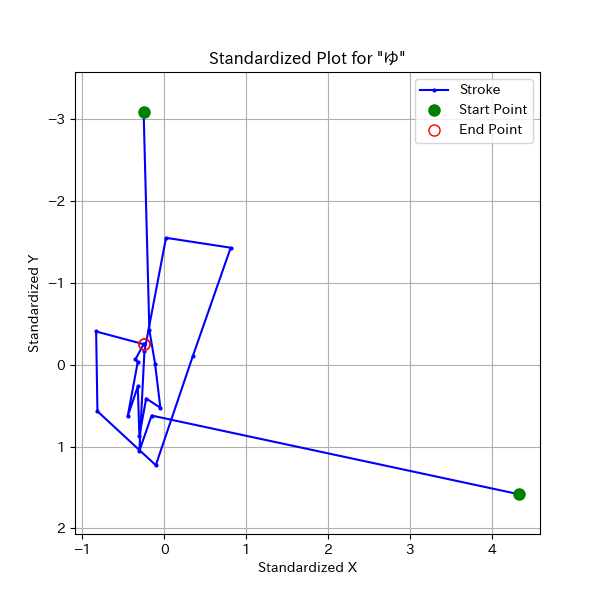 Standardized Plot for "ゆ"
Stroke
Start Point
End Point
−3
−2
−1
0
1
2
Standardized Y
−1
0
1
2
3
4
Standardized X